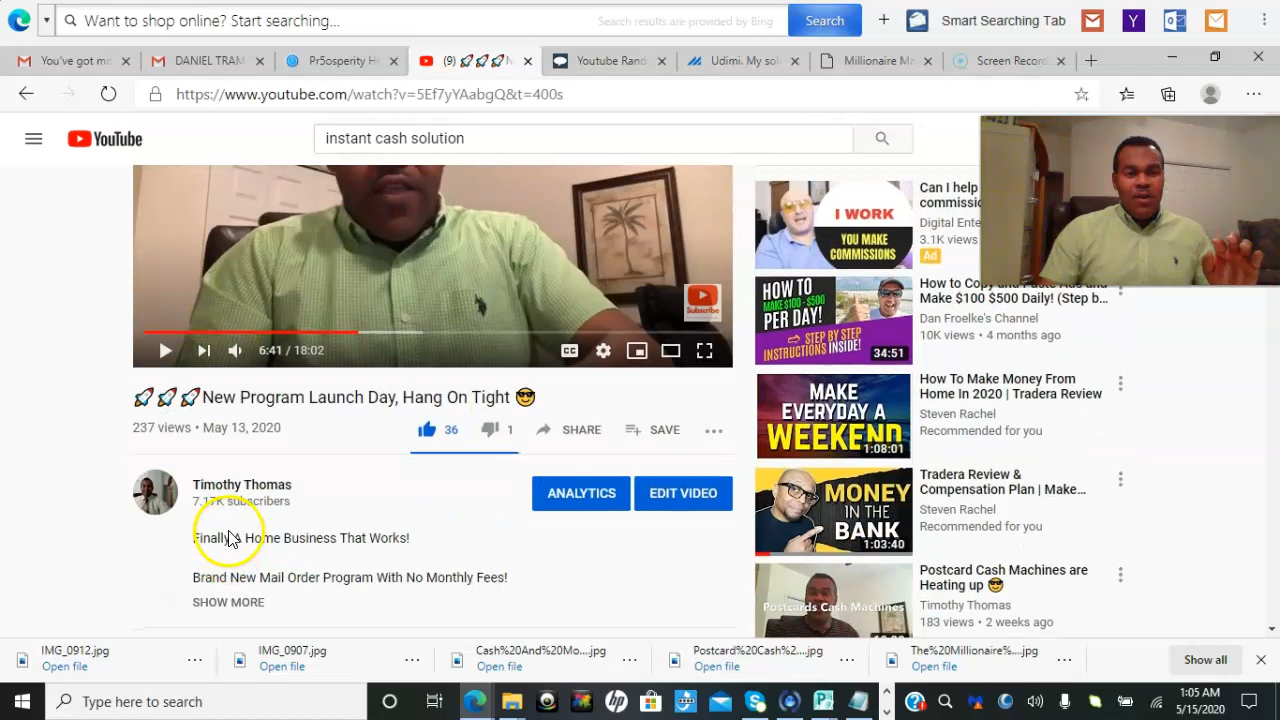 Want to shop online? Start searching...
Search results are provided by Bing
Search
Smart Searching Tab
You've got mo
DANIEL TRAM
Pr5osperity H
(9) 🚀🚀🚀N
Youtube Rand
Udimi. My so
Millionaire Ma
Screen Recor
https://www.youtube.com/watch?v=5Ef7yYAabgQ&t=400s
YouTube
instant cash solution
Subscribe
6:41 / 18:02
CC
🚀🚀🚀New Program Launch Day, Hang On Tight 😎
237 views • May 13, 2020
36
1
SHARE
SAVE
Timothy Thomas
7.17K subscribers
ANALYTICS
EDIT VIDEO
Finally A Home Business That Works!
Brand New Mail Order Program With No Monthly Fees!
SHOW MORE
I WORK
YOU MAKE
COMMISSIONS
Can I help
commissio
Digital Ente
3.1K views
Ad
HOW TO
MAKE $100 - $500
PER DAY!
STEP BY STEP
INSTRUCTIONS INSIDE!
34:51
How to Copy and Paste Ads and
Make $100 $500 Daily! (Step b...
Dan Froelke's Channel
10K views • 4 months ago
MAKE
EVERYDAY A
WEEKEND
1:08:01
How To Make Money From
Home In 2020 | Tradera Review
Steven Rachel
Recommended for you
MONEY
IN THE
BANK
1:03:40
Tradera Review &
Compensation Plan | Make...
Steven Rachel
Recommended for you
Postcards Cash Machines
Postcard Cash Machines are
Heating up 😎
Timothy Thomas
183 views • 2 weeks ago
IMG_0912.jpg
Open file
IMG_0907.jpg
Open file
Cash%20And%20Mo....jpg
Open file
Postcard%20Cash%2....jpg
Open file
The%20Millionaire%....jpg
Open file
Show all
Type here to search
1:05 AM
5/15/2020